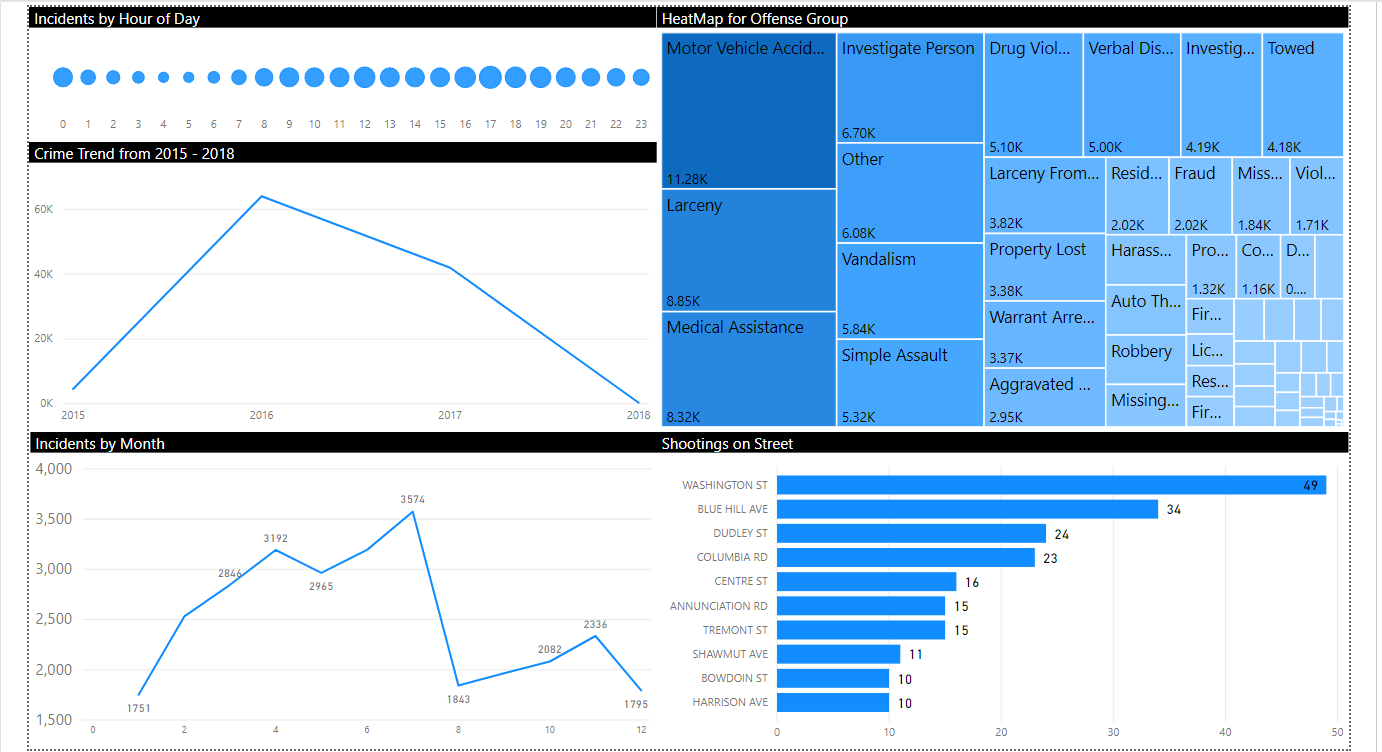 Incidents by Hour of Day
0 1 2 3 4 5 6 7 8 9 10 11 12 13 14 15 16 17 18 19 20 21 22 23
Crime Trend from 2015 - 2018
60K
40K
20K
0K
2015 2016 2017 2018
Incidents by Month
4,000
3,500
3,000
2,500
2,000
1,500
1751
2846
3192
2965
3574
1843
2082
2336
1795
0 2 4 6 8 10 12
HeatMap for Offense Group
Motor Vehicle Accid...
11.28K
Larceny
8.85K
Medical Assistance
8.32K
Investigate Person
6.70K
Other
6.08K
Vandalism
5.84K
Simple Assault
5.32K
Drug Viol...
5.10K
Verbal Dis...
5.00K
Investig...
4.19K
Towed
4.18K
Larceny From...
3.82K
Property Lost
3.38K
Warrant Arre...
3.37K
Aggravated ...
2.95K
Resid...
2.02K
Fraud
2.02K
Miss...
1.84K
Viol...
1.71K
Harass...
Auto Th...
Robbery
Missing...
Pro...
1.32K
Co...
1.16K
D...
0....
Fir...
Lic...
Res...
Fir...
Shootings on Street
WASHINGTON ST 49
BLUE HILL AVE 34
DUDLEY ST 24
COLUMBIA RD 23
CENTRE ST 16
ANNUNCIATION RD 15
TREMONT ST 15
SHAWMUT AVE 11
BOWDOIN ST 10
HARRISON AVE 10
0 10 20 30 40 50